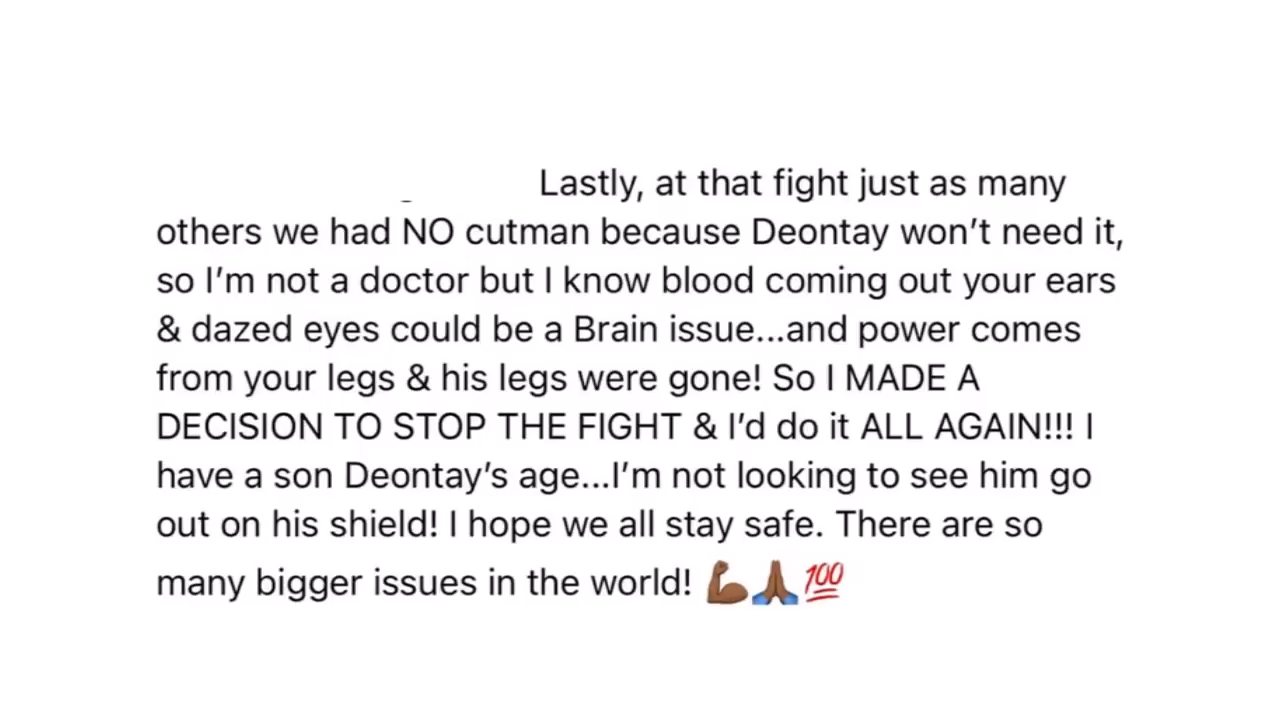 Lastly, at that fight just as many
others we had NO cutman because Deontay won’t need it,
so I’m not a doctor but I know blood coming out your ears
& dazed eyes could be a Brain issue...and power comes
from your legs & his legs were gone! So I MADE A
DECISION TO STOP THE FIGHT & I’d do it ALL AGAIN!!! I
have a son Deontay’s age...I’m not looking to see him go
out on his shield! I hope we all stay safe. There are so
many bigger issues in the world! 💪🏾🙏🏾💯